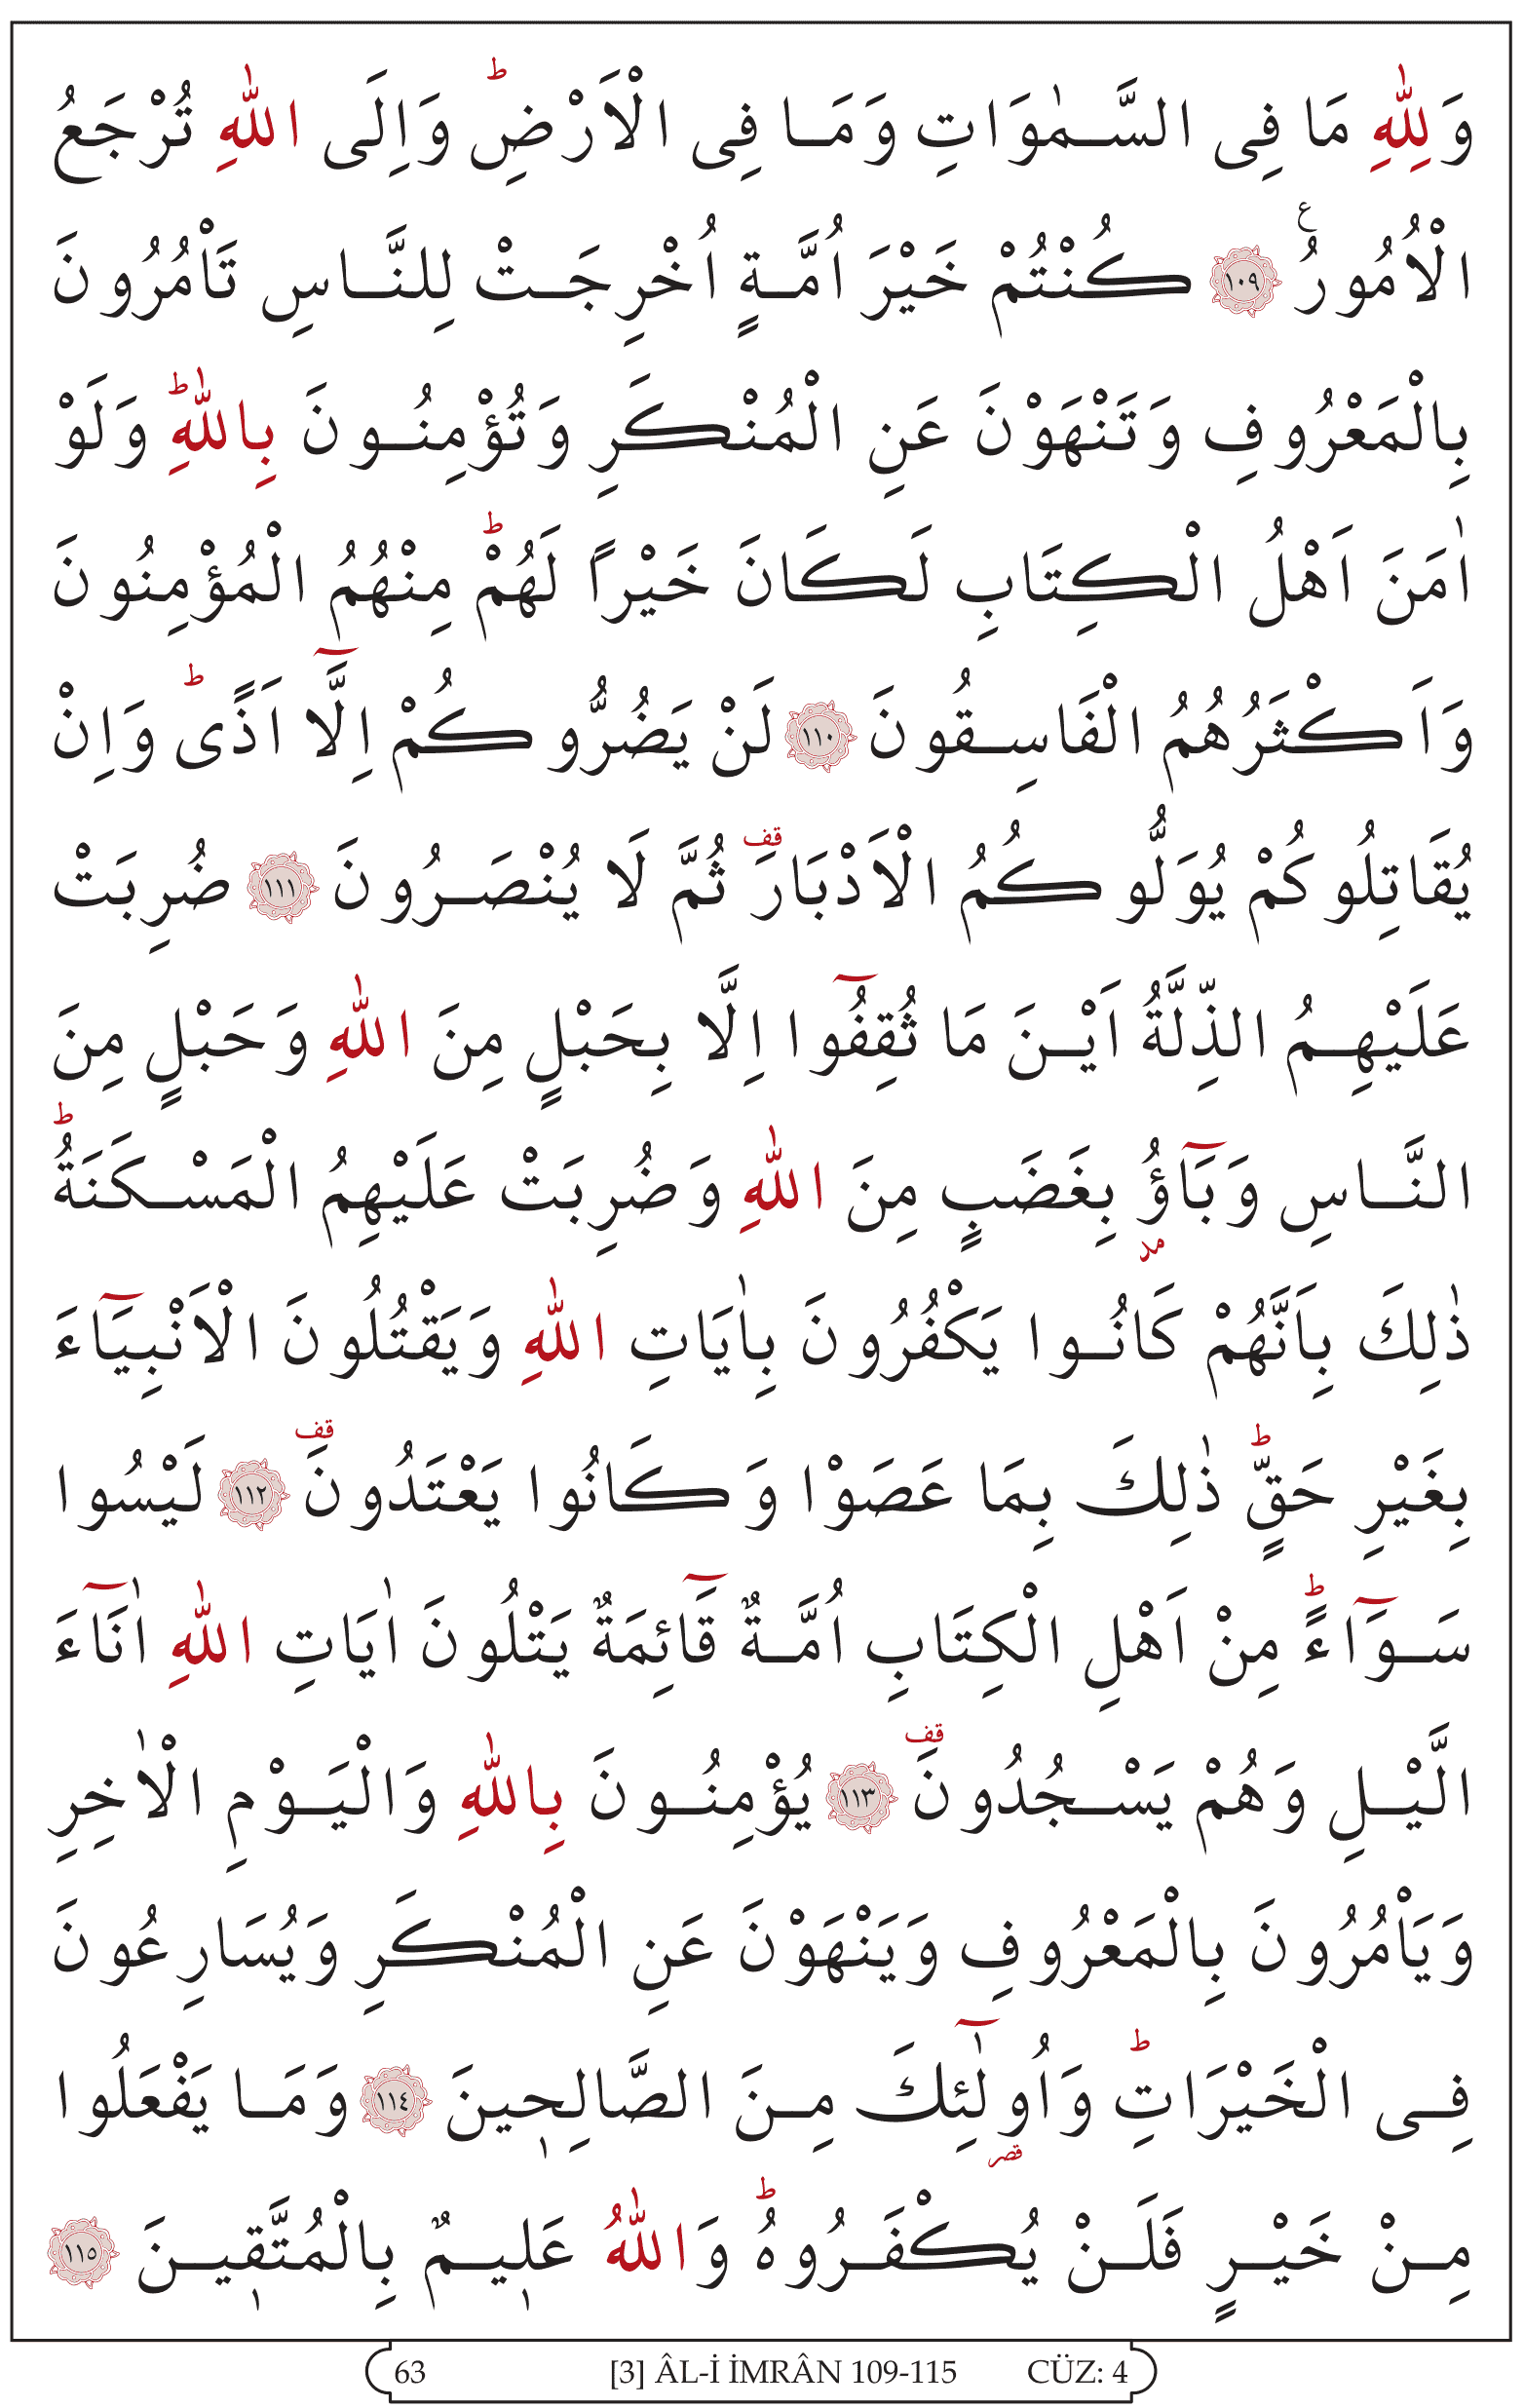 وَلِلّٰهِ مَا فِى السَّمٰوَاتِ وَمَا فِى الْاَرْضِۜ وَاِلَى اللّٰهِ تُرْجَعُ
الْاُمُورُ۟ ﴿١٠٩﴾ كُنْتُمْ خَيْرَ اُمَّةٍ اُخْرِجَتْ لِلنَّاسِ تَاْمُرُونَ
بِالْمَعْرُوفِ وَتَنْهَوْنَ عَنِ الْمُنْكَرِ وَتُؤْمِنُونَ بِاللّٰهِۜ وَلَوْ
اٰمَنَ اَهْلُ الْكِتَابِ لَكَانَ خَيْراً لَهُمْۜ مِنْهُمُ الْمُؤْمِنُونَ
وَاَكْثَرُهُمُ الْفَاسِقُونَ ﴿١١٠﴾ لَنْ يَضُرُّوكُمْ اِلَّٓا اَذًىۜ وَاِنْ
يُقَاتِلُوكُمْ يُوَلُّوكُمُ الْاَدْبَارَ قف ثُمَّ لَا يُنْصَرُونَ ﴿١١١﴾ ضُرِبَتْ
عَلَيْهِمُ الذِّلَّةُ اَيْنَ مَا ثُقِفُٓوا اِلَّا بِحَبْلٍ مِنَ اللّٰهِ وَحَبْلٍ مِنَ
النَّاسِ وَبَٓاؤُ۫ بِغَضَبٍ مِنَ اللّٰهِ وَضُرِبَتْ عَلَيْهِمُ الْمَسْكَنَةُۜ
ذٰلِكَ بِاَنَّهُمْ كَانُوا يَكْفُرُونَ بِاٰيَاتِ اللّٰهِ وَيَقْتُلُونَ الْاَنْبِيَٓاءَ
بِغَيْرِ حَقٍّۜ ذٰلِكَ بِمَا عَصَوْا وَكَانُوا يَعْتَدُونَ قف ﴿١١٢﴾ لَيْسُوا
سَوَٓاءًۜ مِنْ اَهْلِ الْكِتَابِ اُمَّةٌ قَٓائِمَةٌ يَتْلُونَ اٰيَاتِ اللّٰهِ اٰنَٓاءَ
الَّيْلِ وَهُمْ يَسْجُدُونَ قف ﴿١١٣﴾ يُؤْمِنُونَ بِاللّٰهِ وَالْيَوْمِ الْاٰخِرِ
وَيَاْمُرُونَ بِالْمَعْرُوفِ وَيَنْهَوْنَ عَنِ الْمُنْكَرِ وَيُسَارِعُونَ
فِى الْخَيْرَاتِۜ وَاُو۬لٰٓئِكَ مِنَ الصَّالِحٖينَ ﴿١١٤﴾ وَمَا يَفْعَلُوا
مِنْ خَيْرٍ فَلَنْ يُكْفَرُوهُۜ وَاللّٰهُ عَلٖيمٌ بِالْمُتَّقٖينَ ﴿١١٥﴾
63 [3] ÂL-İ İMRÂN 109-115 CÜZ: 4